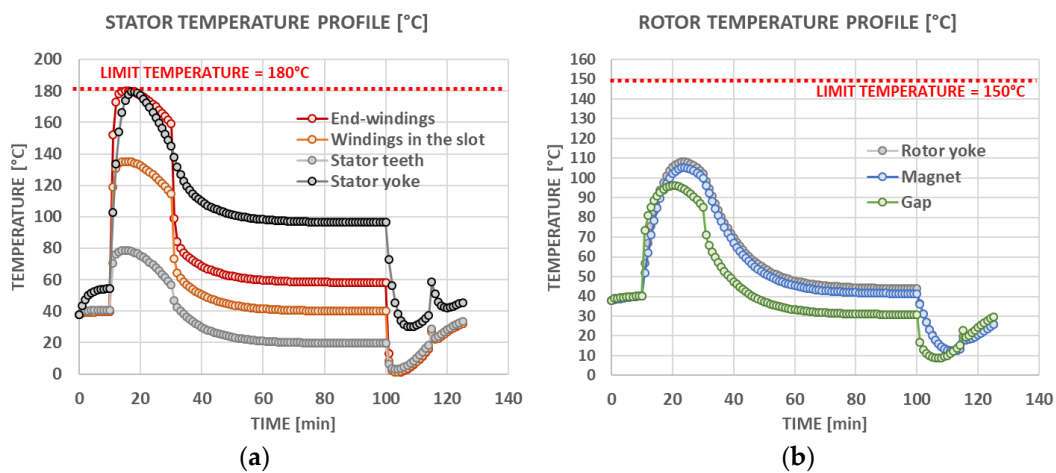 STATOR TEMPERATURE PROFILE [°C]
LIMIT TEMPERATURE = 180°C
TEMPERATURE [°C]
200
180
160
140
120
100
80
60
40
20
0
End-windings
Windings in the slot
Stator teeth
Stator yoke
0 20 40 60 80 100 120 140
TIME [min]
(a)
ROTOR TEMPERATURE PROFILE [°C]
TEMPERATURE [°C]
160
150
140
130
120
110
100
90
80
70
60
50
40
30
20
10
0
LIMIT TEMPERATURE = 150°C
Rotor yoke
Magnet
Gap
0 20 40 60 80 100 120 140
TIME [min]
(b)